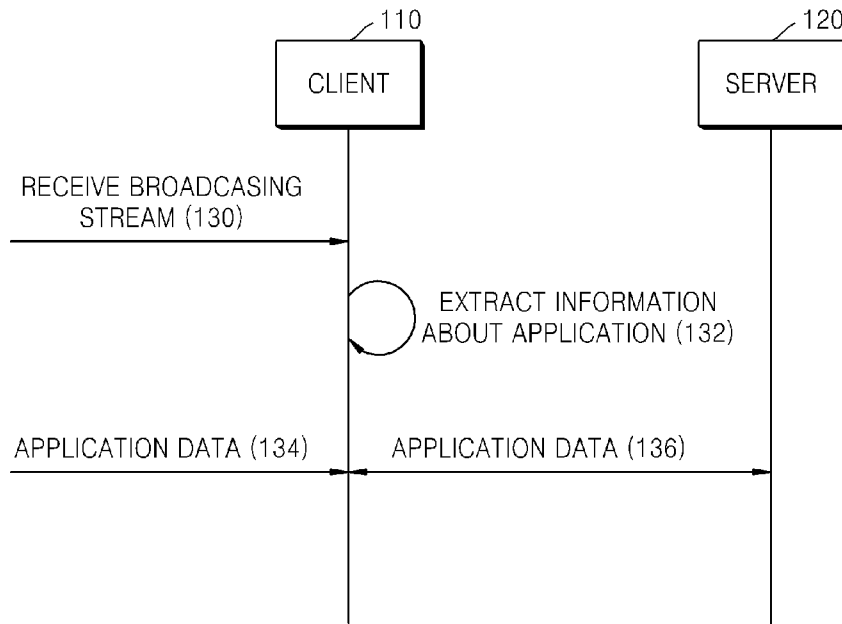 110
120
CLIENT
SERVER
RECEIVE BROADCASING
STREAM (130)
EXTRACT INFORMATION
ABOUT APPLICATION (132)
APPLICATION DATA (134)
APPLICATION DATA (136)